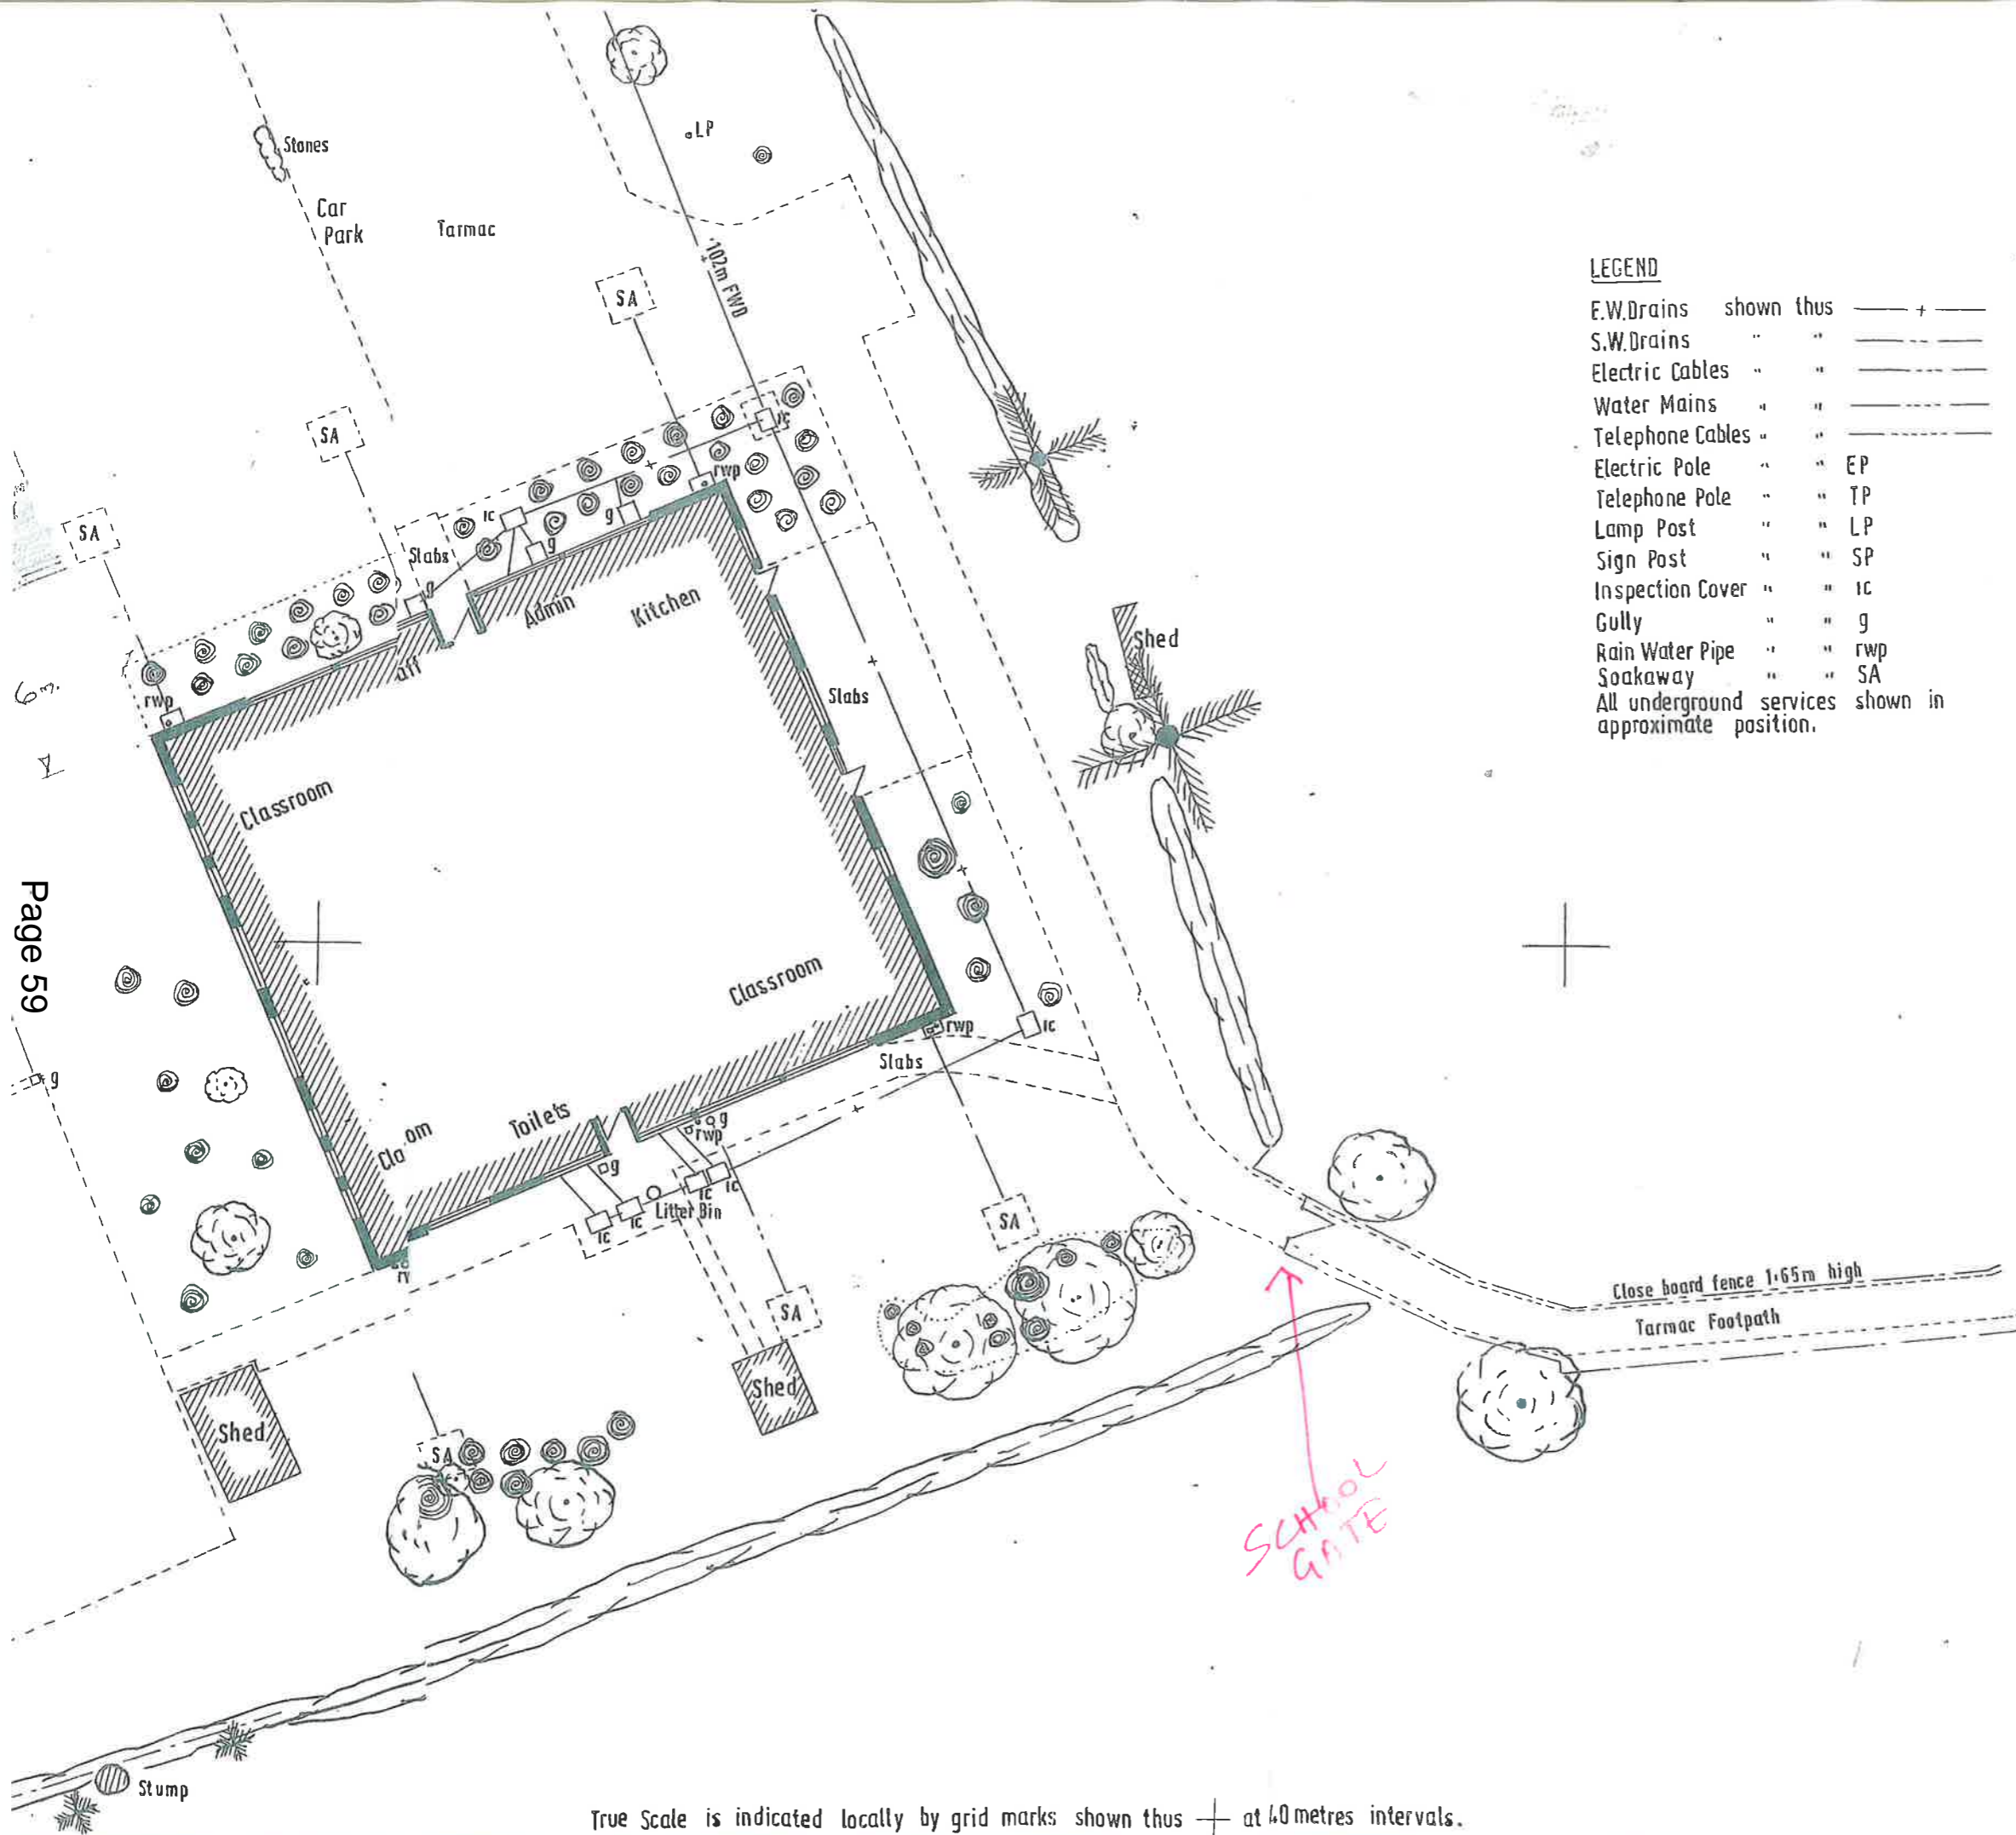 Stones
Car
Park
Tarmac
LP
102m FWD
SA
SA
SA
ic
rwp
ic
g
g
Slabs
g
Admin
Kitchen
rwp
6m.
Classroom
Slabs
Shed
LEGEND
F.W.Drains shown thus
S.W.Drains " "
Electric Cables " "
Water Mains " "
Telephone Cables " "
Electric Pole " " EP
Telephone Pole " " TP
Lamp Post " " LP
Sign Post " " SP
Inspection Cover " " ic
Gully " " g
Rain Water Pipe " " rwp
Soakaway " " SA
All underground services shown in
approximate position.
Page 59
g
Classroom
rwp
ic
Slabs
Toilets
Cla om
g
rwp
g
ic
ic
ic
ic
Litter Bin
SA
SA
Shed
Shed
SA
Close board fence 1·65m high
Tarmac Footpath
SCHOOL
GATE
Stump
True Scale is indicated locally by grid marks shown thus + at 40 metres intervals.